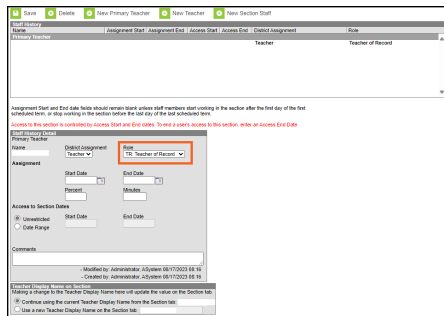 Save Delete New Primary Teacher New Teacher New Section Staff
Staff History
Name Assignment Start Assignment End Access Start Access End District Assignment Role
Primary Teacher
Teacher Teacher of Record
Assignment Start and End date fields should remain blank unless staff members start working in the section after the first day of the first
scheduled term, or stop working in the section before the last day of the last scheduled term.
Access to this section is controlled by Access Start and End dates. To end a user's access to this section, enter an Access End Date.
Staff History Detail
Primary Teacher
Name District Assignment Role
Teacher TR: Teacher of Record
Assignment
Start Date End Date
Percent Minutes
Access to Section Dates
Unrestricted Start Date End Date
Date Range
Comments
- Modified by: Administrator, ASystem 08/17/2023 08:16
- Created by: Administrator, ASystem 08/17/2023 08:16
Teacher Display Name on Section
Making a change to the Teacher Display Name here will update the value on the Section tab.
Continue using the current Teacher Display Name from the Section tab:
Use a new Teacher Display Name on the Section tab: